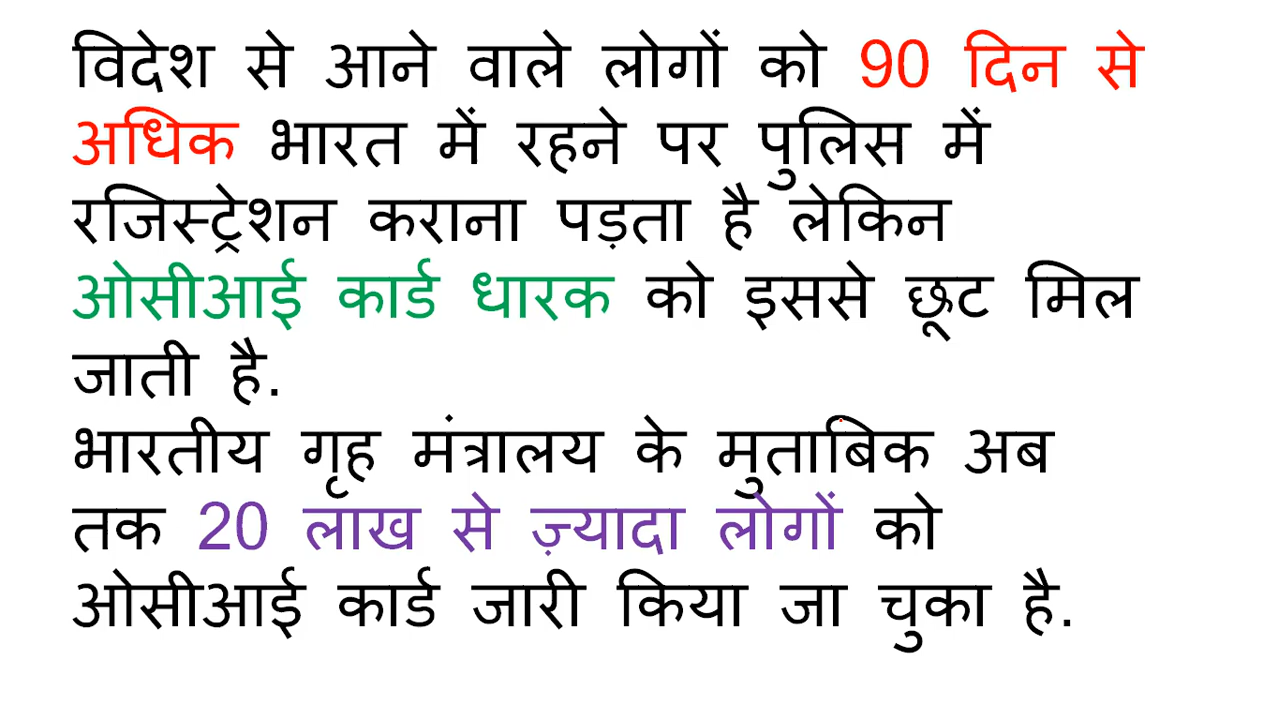 विदेश से आने वाले लोगों को 90 दिन से
अधिक भारत में रहने पर पुलिस में
रजिस्ट्रेशन कराना पड़ता है लेकिन
ओसीआई कार्ड धारक को इससे छूट मिल
जाती है.
भारतीय गृह मंत्रालय के मुताबिक अब
तक 20 लाख से ज़्यादा लोगों को
ओसीआई कार्ड जारी किया जा चुका है.